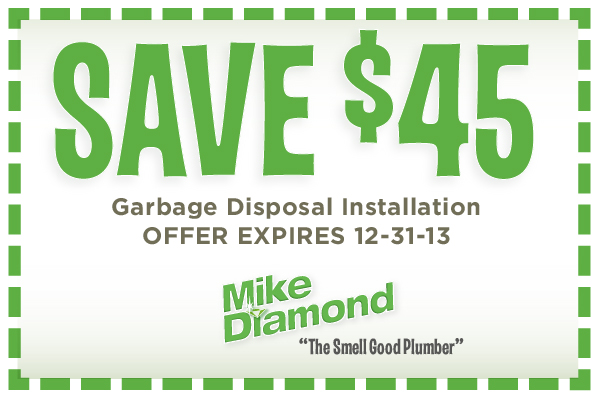 SAVE $45
Garbage Disposal Installation
OFFER EXPIRES 12-31-13
Mike
Diamond
“The Smell Good Plumber”